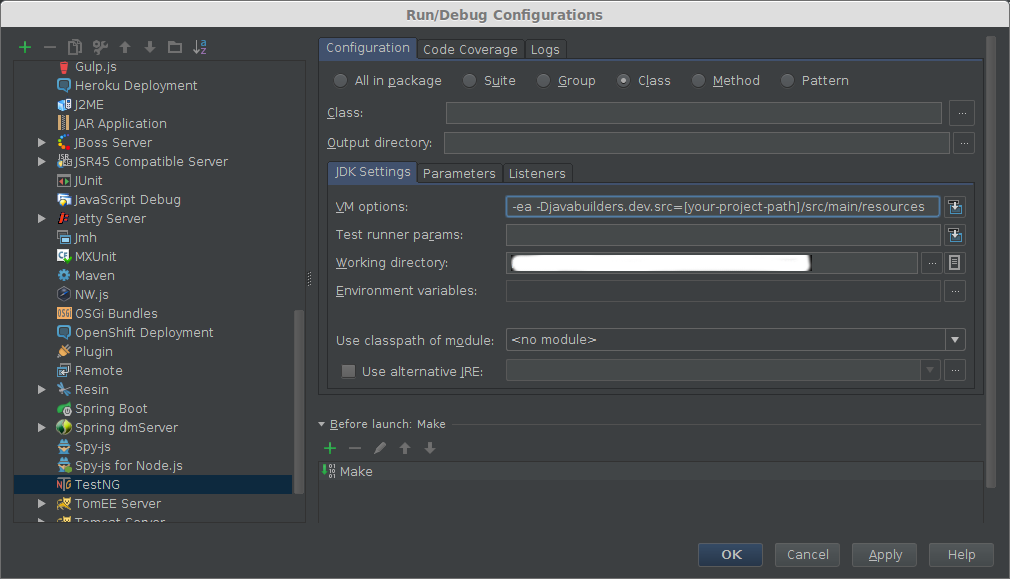 Run/Debug Configurations
Gulp.js
Heroku Deployment
J2ME
JAR Application
JBoss Server
JSR45 Compatible Server
JUnit
JavaScript Debug
Jetty Server
Jmh
MXUnit
Maven
NW.js
OSGi Bundles
OpenShift Deployment
Plugin
Remote
Resin
Spring Boot
Spring dmServer
Spy-js
Spy-js for Node.js
TestNG
TomEE Server
Tomcat Server
Configuration Code Coverage Logs
All in package Suite Group Class Method Pattern
Class: ...
Output directory: ...
JDK Settings Parameters Listeners
VM options: -ea -Djavabuilders.dev.src=[your-project-path]/src/main/resources
Test runner params:
Working directory: ...
Environment variables: ...
Use classpath of module: <no module>
Use alternative JRE: ...
Before launch: Make
Make
OK Cancel Apply Help